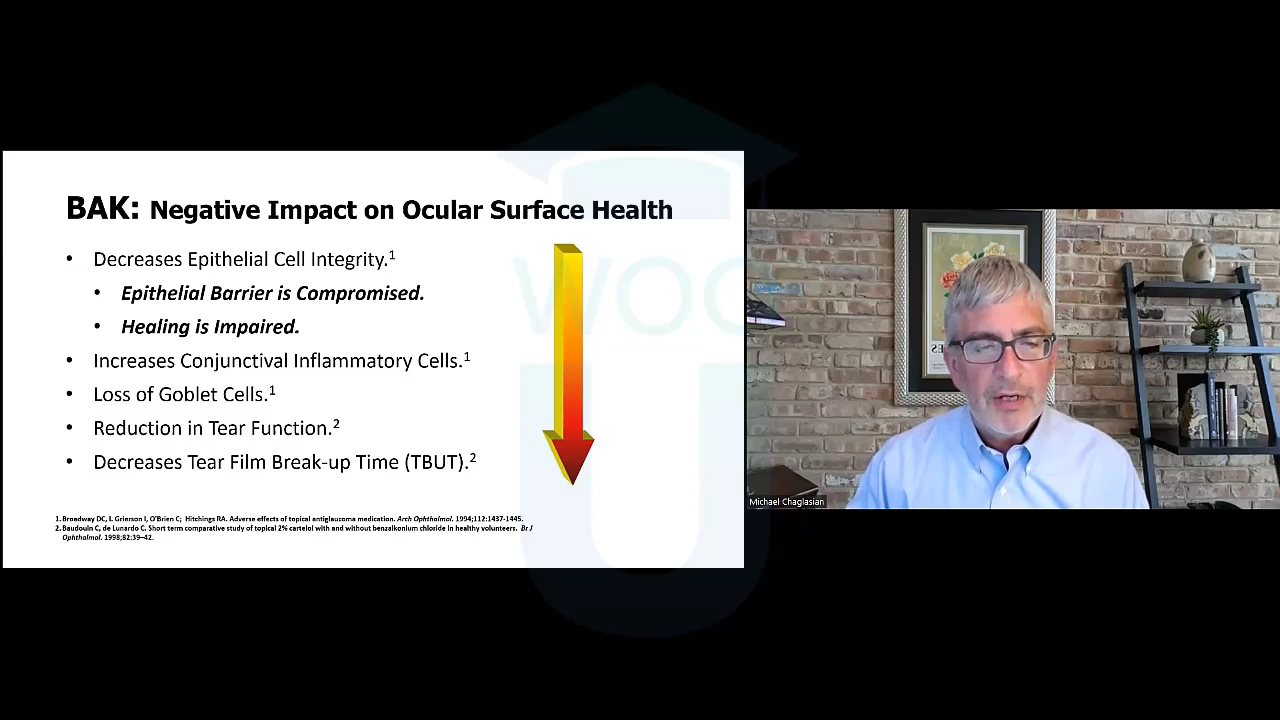 BAK: Negative Impact on Ocular Surface Health
• Decreases Epithelial Cell Integrity.1
• Epithelial Barrier is Compromised.
• Healing is Impaired.
• Increases Conjunctival Inflammatory Cells.1
• Loss of Goblet Cells.1
• Reduction in Tear Function.2
• Decreases Tear Film Break-up Time (TBUT).2
1. Broadway DC, I. Grierson I, O'Brien C; Hitchings RA. Adverse effects of topical antiglaucoma medication. Arch Ophthalmol. 1994;112:1437-1445.
2. Baudouin C, de Lunardo C. Short term comparative study of topical 2% cartelol with and without benzalkonium chloride in healthy volunteers. Br J
Ophthalmol. 1998;82:39–42.
WOO
U
Michael Chaglasian